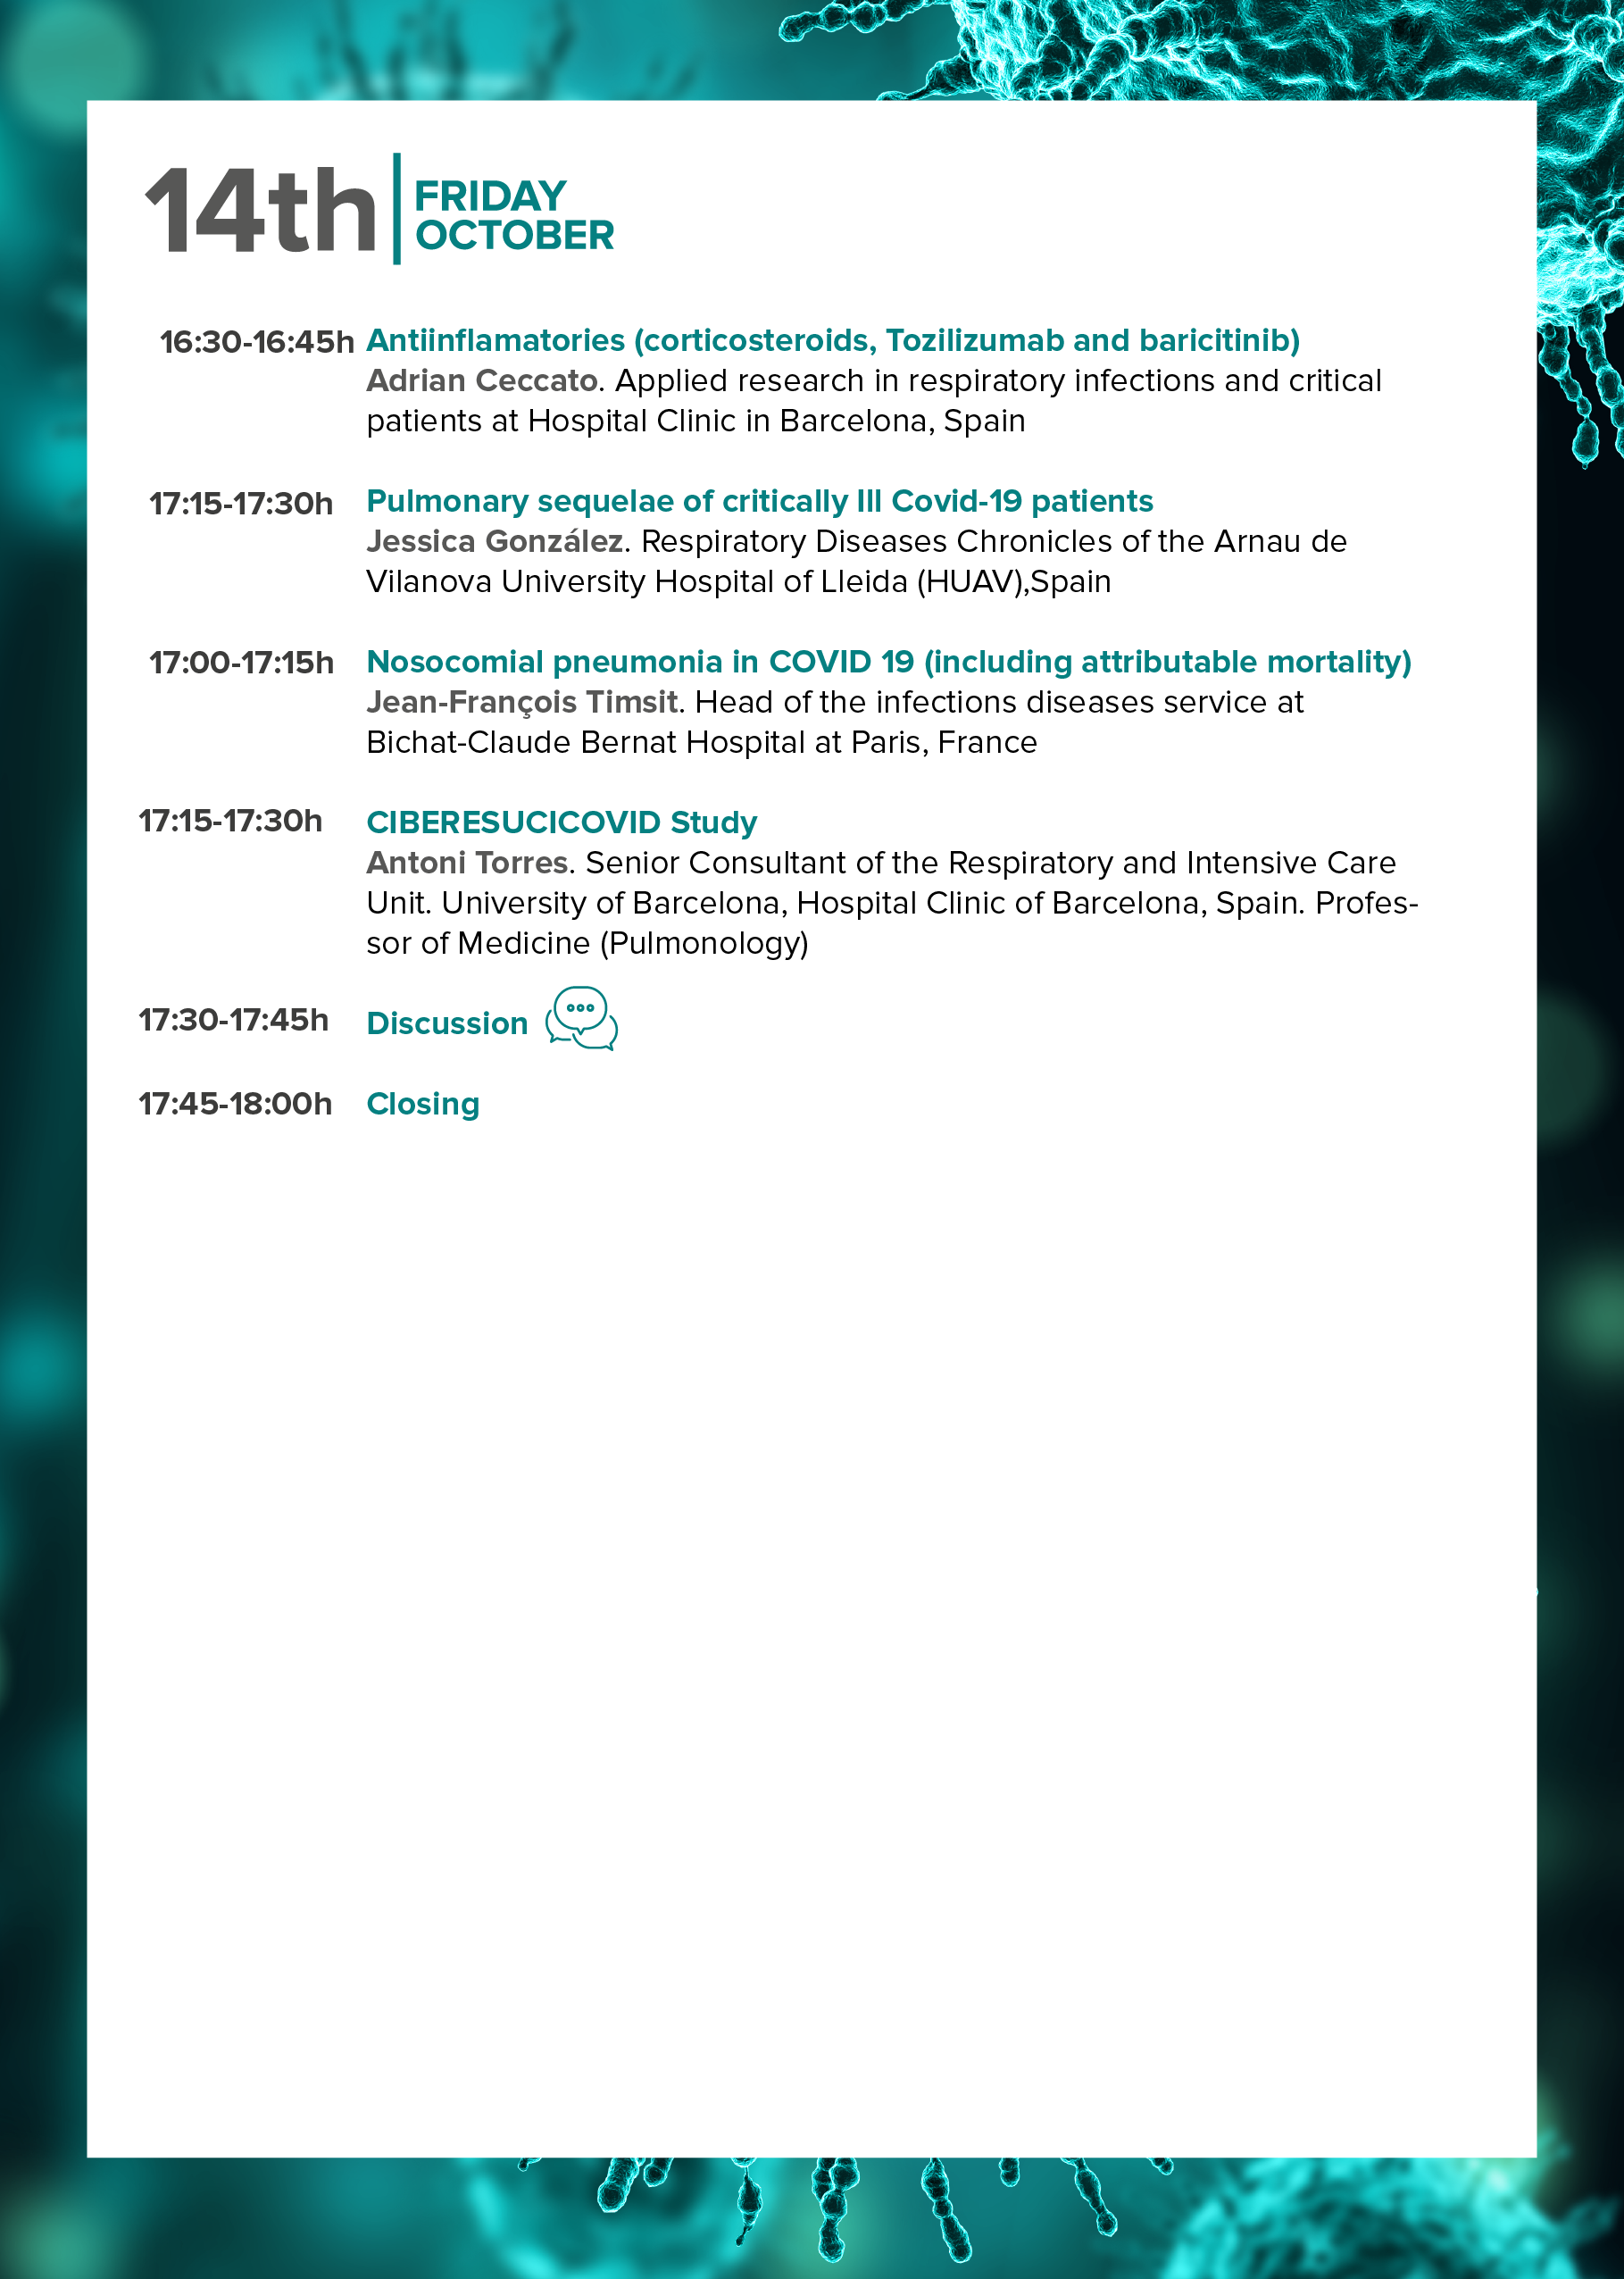 14th
FRIDAY
OCTOBER
16:30-16:45h Antiinflamatories (corticosteroids, Tozilizumab and baricitinib)
Adrian Ceccato. Applied research in respiratory infections and critical
patients at Hospital Clinic in Barcelona, Spain
17:15-17:30h Pulmonary sequelae of critically Ill Covid-19 patients
Jessica González. Respiratory Diseases Chronicles of the Arnau de
Vilanova University Hospital of Lleida (HUAV),Spain
17:00-17:15h Nosocomial pneumonia in COVID 19 (including attributable mortality)
Jean-François Timsit. Head of the infections diseases service at
Bichat-Claude Bernat Hospital at Paris, France
17:15-17:30h CIBERESUCICOVID Study
Antoni Torres. Senior Consultant of the Respiratory and Intensive Care
Unit. University of Barcelona, Hospital Clinic of Barcelona, Spain. Profes-
sor of Medicine (Pulmonology)
17:30-17:45h Discussion
17:45-18:00h Closing